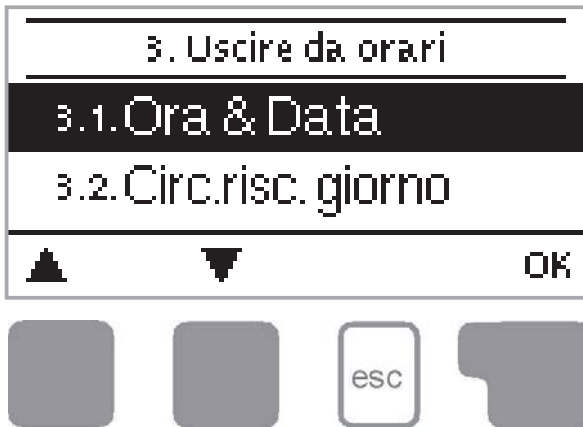 3. Uscire da orari
3.1. Ora & Data
3.2. Circ.risc. giorno
OK
esc